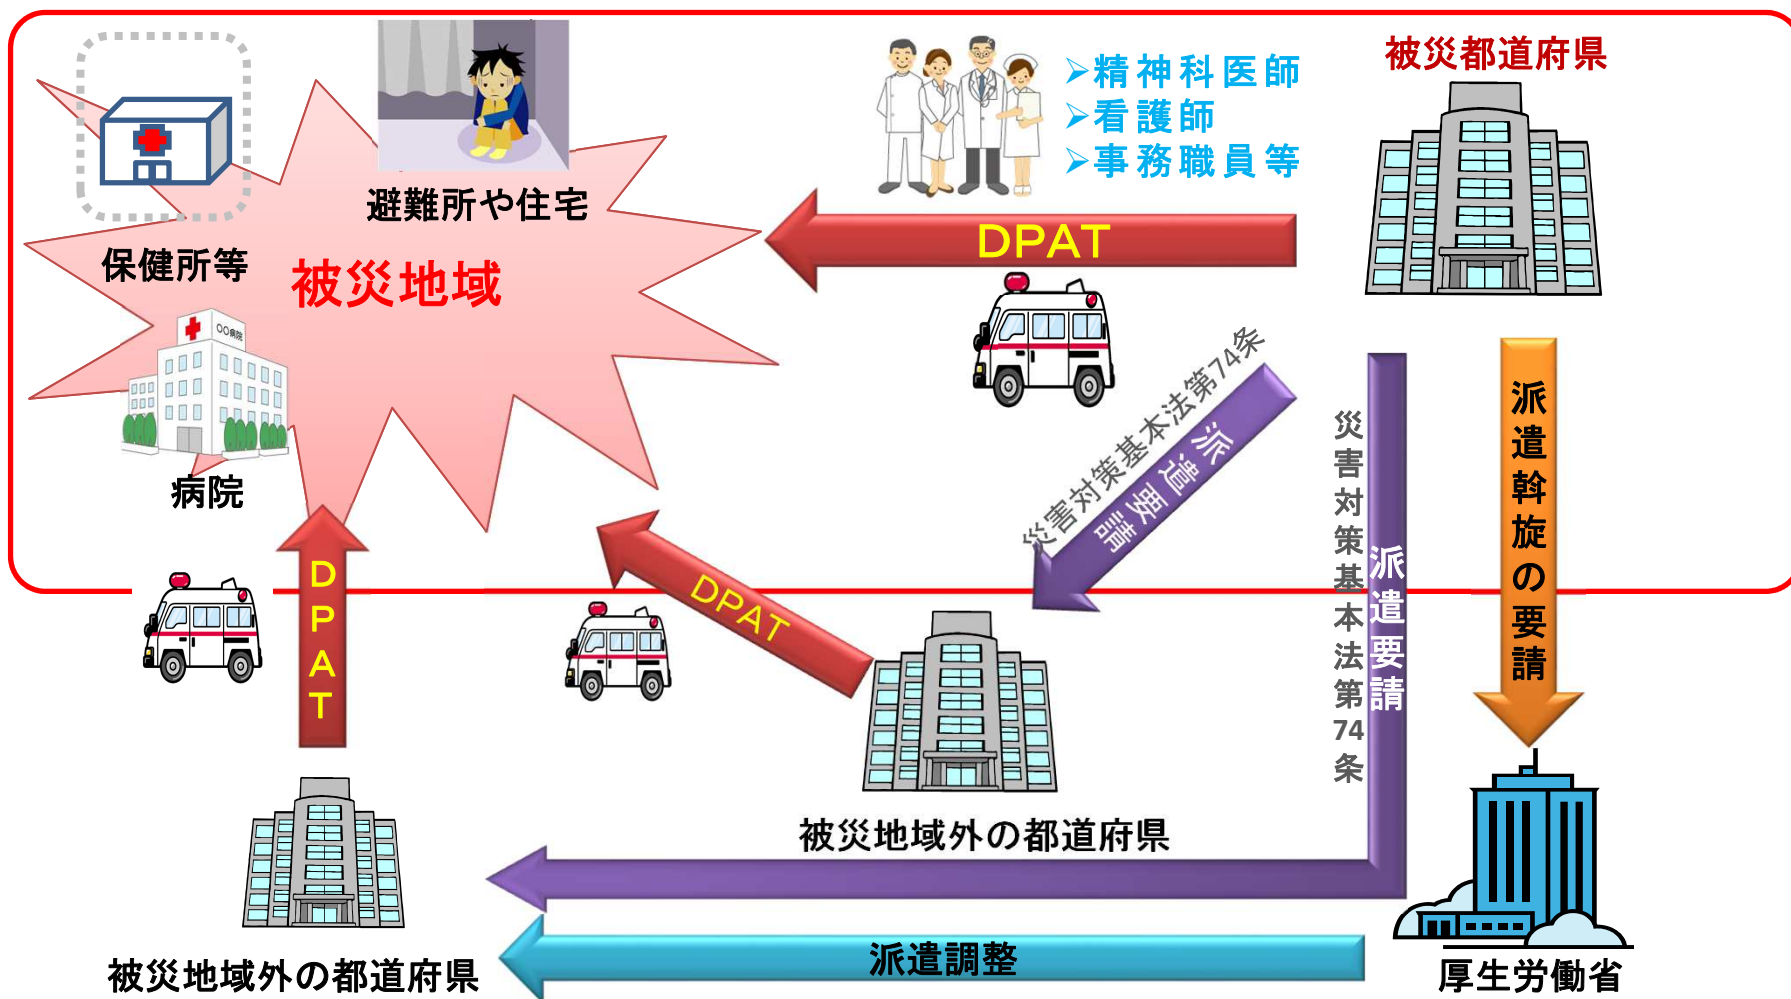 被災都道府県
➢精神科医師
➢看護師
➢事務職員等
避難所や住宅
保健所等
被災地域
〇〇病院
病院
DPAT
災害対策基本法第74条
派遣要請
災害対策基本法第74条
派遣要請
派遣斡旋の要請
DPAT
DPAT
被災地域外の都道府県
被災地域外の都道府県
派遣調整
厚生労働省